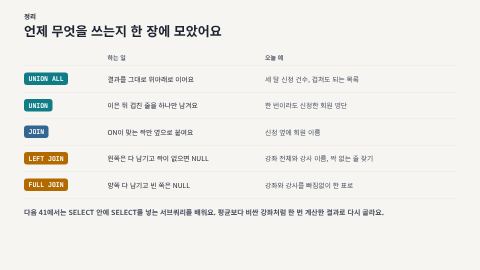 정리
언제 무엇을 쓰는지 한 장에 모았어요
하는 일 오늘 예
UNION ALL 결과를 그대로 위아래로 이어요 세 달 신청 건수, 겹쳐도 되는 목록
UNION 이은 뒤 겹친 줄을 하나만 남겨요 한 번이라도 신청한 회원 명단
JOIN ON이 맞는 짝만 옆으로 붙여요 신청 옆에 회원 이름
LEFT JOIN 왼쪽은 다 남기고 짝이 없으면 NULL 강좌 전체와 강사 이름, 짝 없는 줄 찾기
FULL JOIN 양쪽 다 남기고 빈 쪽은 NULL 강좌와 강사를 빠짐없이 한 표로
다음 41에서는 SELECT 안에 SELECT를 넣는 서브쿼리를 배워요. 평균보다 비싼 강좌처럼 한 번 계산한 결과로 다시 골라요.